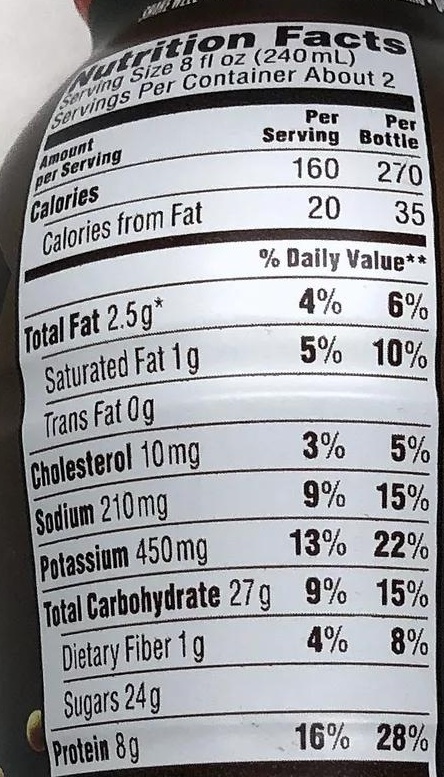 Nutrition Facts
Serving Size 8 fl oz (240mL)
Servings Per Container About 2
Amount per Serving Per Serving Per Bottle
Calories 160 270
Calories from Fat 20 35
% Daily Value**
Total Fat 2.5g* 4% 6%
Saturated Fat 1g 5% 10%
Trans Fat 0g
Cholesterol 10mg 3% 5%
Sodium 210mg 9% 15%
Potassium 450mg 13% 22%
Total Carbohydrate 27g 9% 15%
Dietary Fiber 1g 4% 8%
Sugars 24g
Protein 8g 16% 28%